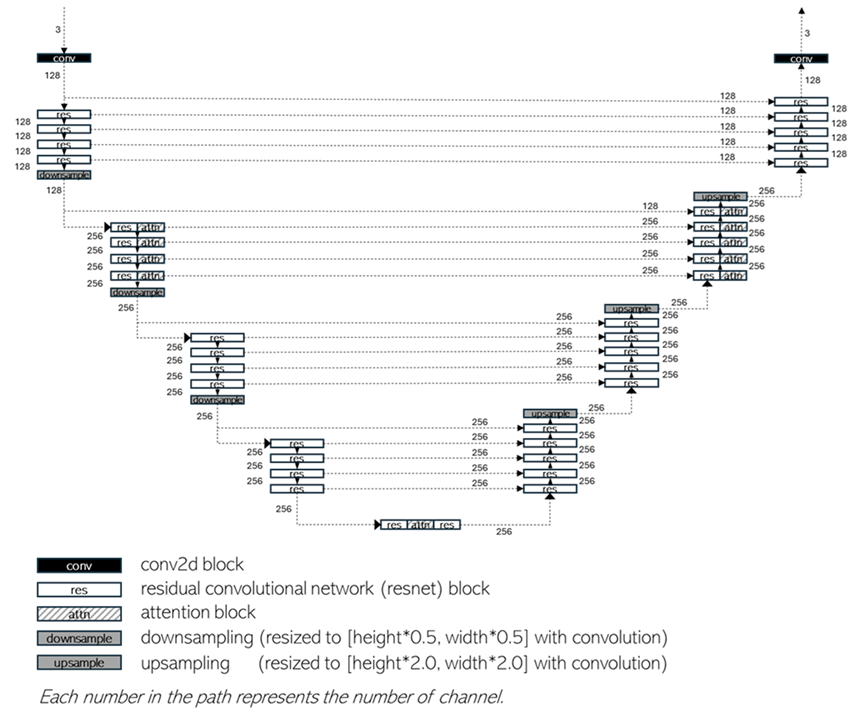 3 3
conv conv
128 128
128 res
res 128 res
128 128
res 128 res
128 128
res 128 res
128 128
res 128 res
128 128
downsample
128 upsample 256
128 res attn 256
res attn 256 res attn 256
256
res attn 256 res attn 256
256
res attn 256 res attn
256
res attn 256 res attn 256
256
downsample
256 upsample 256
256 res 256
res 256 res 256
256
res 256 res 256
256
res 256 res 256
256
res 256 res 256
256
downsample
256 upsample 256
256 res 256
res 256 res 256
256
res 256 res 256
256
res 256 res 256
256
res 256 res 256
256
res attn res
256
conv conv2d block
res residual convolutional network (resnet) block
attn attention block
downsample downsampling (resized to [height*0.5, width*0.5] with convolution)
upsample upsampling (resized to [height*2.0, width*2.0] with convolution)
Each number in the path represents the number of channel.